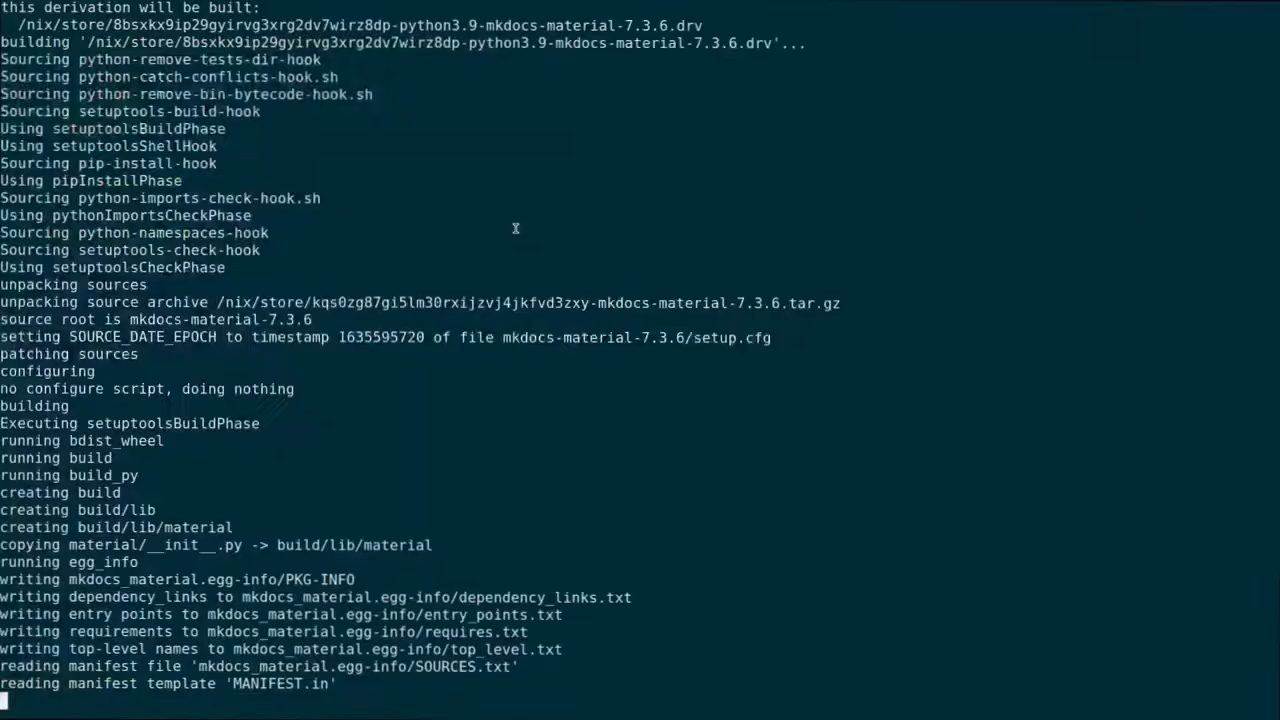 this derivation will be built:
  /nix/store/8bsxkx9ip29gyirvg3xrg2dv7wirz8dp-python3.9-mkdocs-material-7.3.6.drv
building '/nix/store/8bsxkx9ip29gyirvg3xrg2dv7wirz8dp-python3.9-mkdocs-material-7.3.6.drv'...
Sourcing python-remove-tests-dir-hook
Sourcing python-catch-conflicts-hook.sh
Sourcing python-remove-bin-bytecode-hook.sh
Sourcing setuptools-build-hook
Using setuptoolsBuildPhase
Using setuptoolsShellHook
Sourcing pip-install-hook
Using pipInstallPhase
Sourcing python-imports-check-hook.sh
Using pythonImportsCheckPhase
Sourcing python-namespaces-hook
Sourcing setuptools-check-hook
Using setuptoolsCheckPhase
unpacking sources
unpacking source archive /nix/store/kqs0zg87gi5lm30rxijzvj4jkfvd3zxy-mkdocs-material-7.3.6.tar.gz
source root is mkdocs-material-7.3.6
setting SOURCE_DATE_EPOCH to timestamp 1635595720 of file mkdocs-material-7.3.6/setup.cfg
patching sources
configuring
no configure script, doing nothing
building
Executing setuptoolsBuildPhase
running bdist_wheel
running build
running build_py
creating build
creating build/lib
creating build/lib/material
copying material/__init__.py -> build/lib/material
running egg_info
writing mkdocs_material.egg-info/PKG-INFO
writing dependency_links to mkdocs_material.egg-info/dependency_links.txt
writing entry points to mkdocs_material.egg-info/entry_points.txt
writing requirements to mkdocs_material.egg-info/requires.txt
writing top-level names to mkdocs_material.egg-info/top_level.txt
reading manifest file 'mkdocs_material.egg-info/SOURCES.txt'
reading manifest template 'MANIFEST.in'